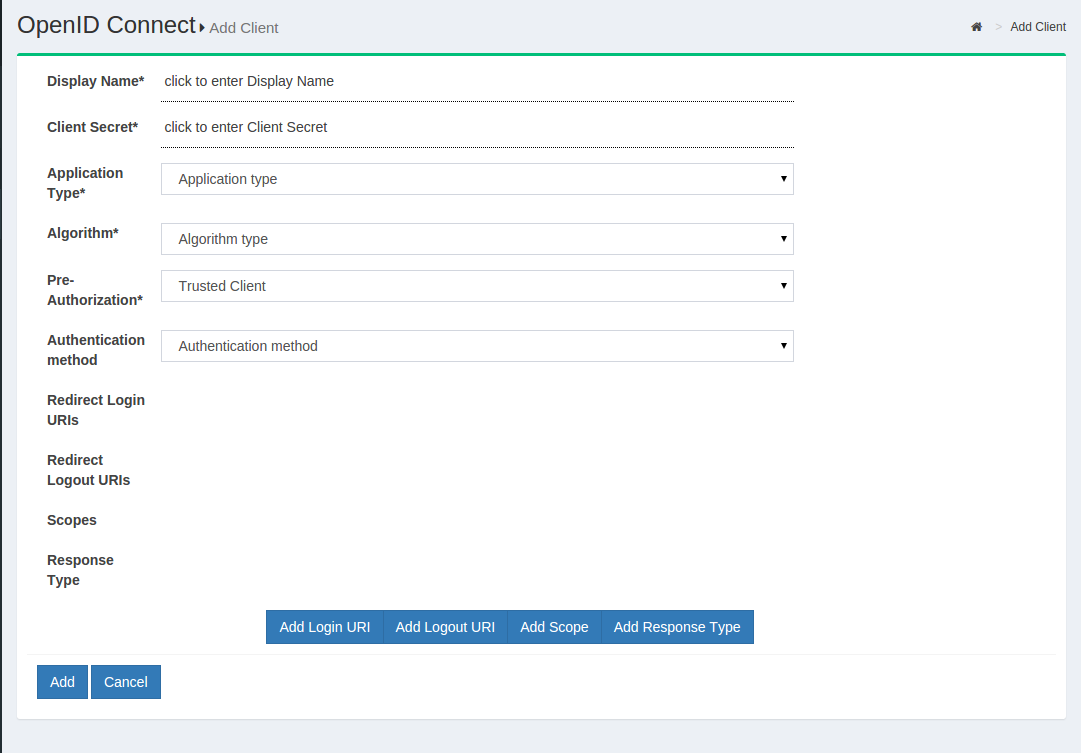 OpenID Connect Add Client
> Add Client
Display Name* click to enter Display Name
Client Secret* click to enter Client Secret
Application
Type*
Application type
Algorithm* Algorithm type
Pre-
Authorization*
Trusted Client
Authentication
method
Authentication method
Redirect Login
URIs
Redirect
Logout URIs
Scopes
Response
Type
Add Login URI Add Logout URI Add Scope Add Response Type
Add Cancel